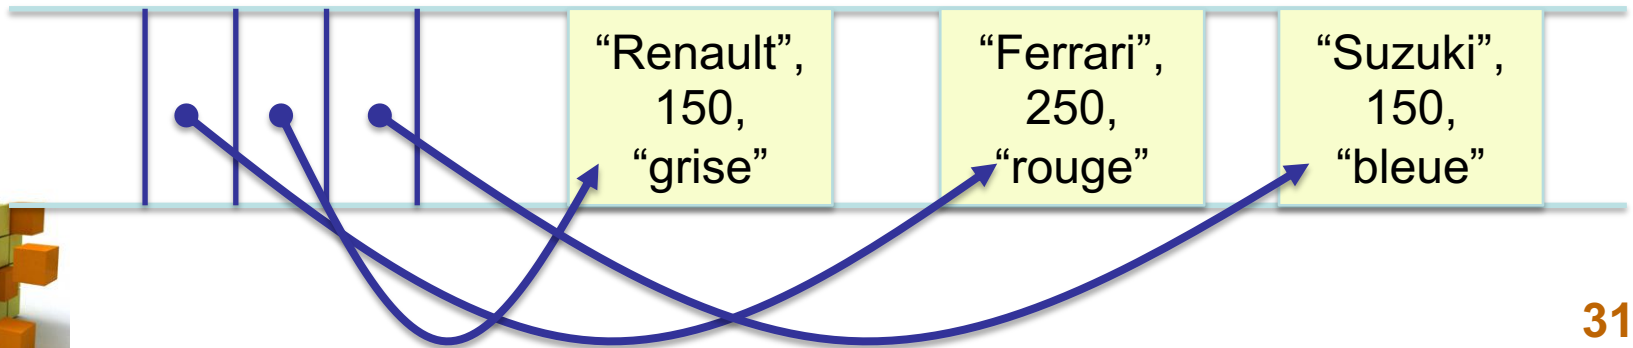 “Renault”,
150,
“grise”
“Ferrari”,
250,
“rouge”
“Suzuki”,
150,
“bleue”
31